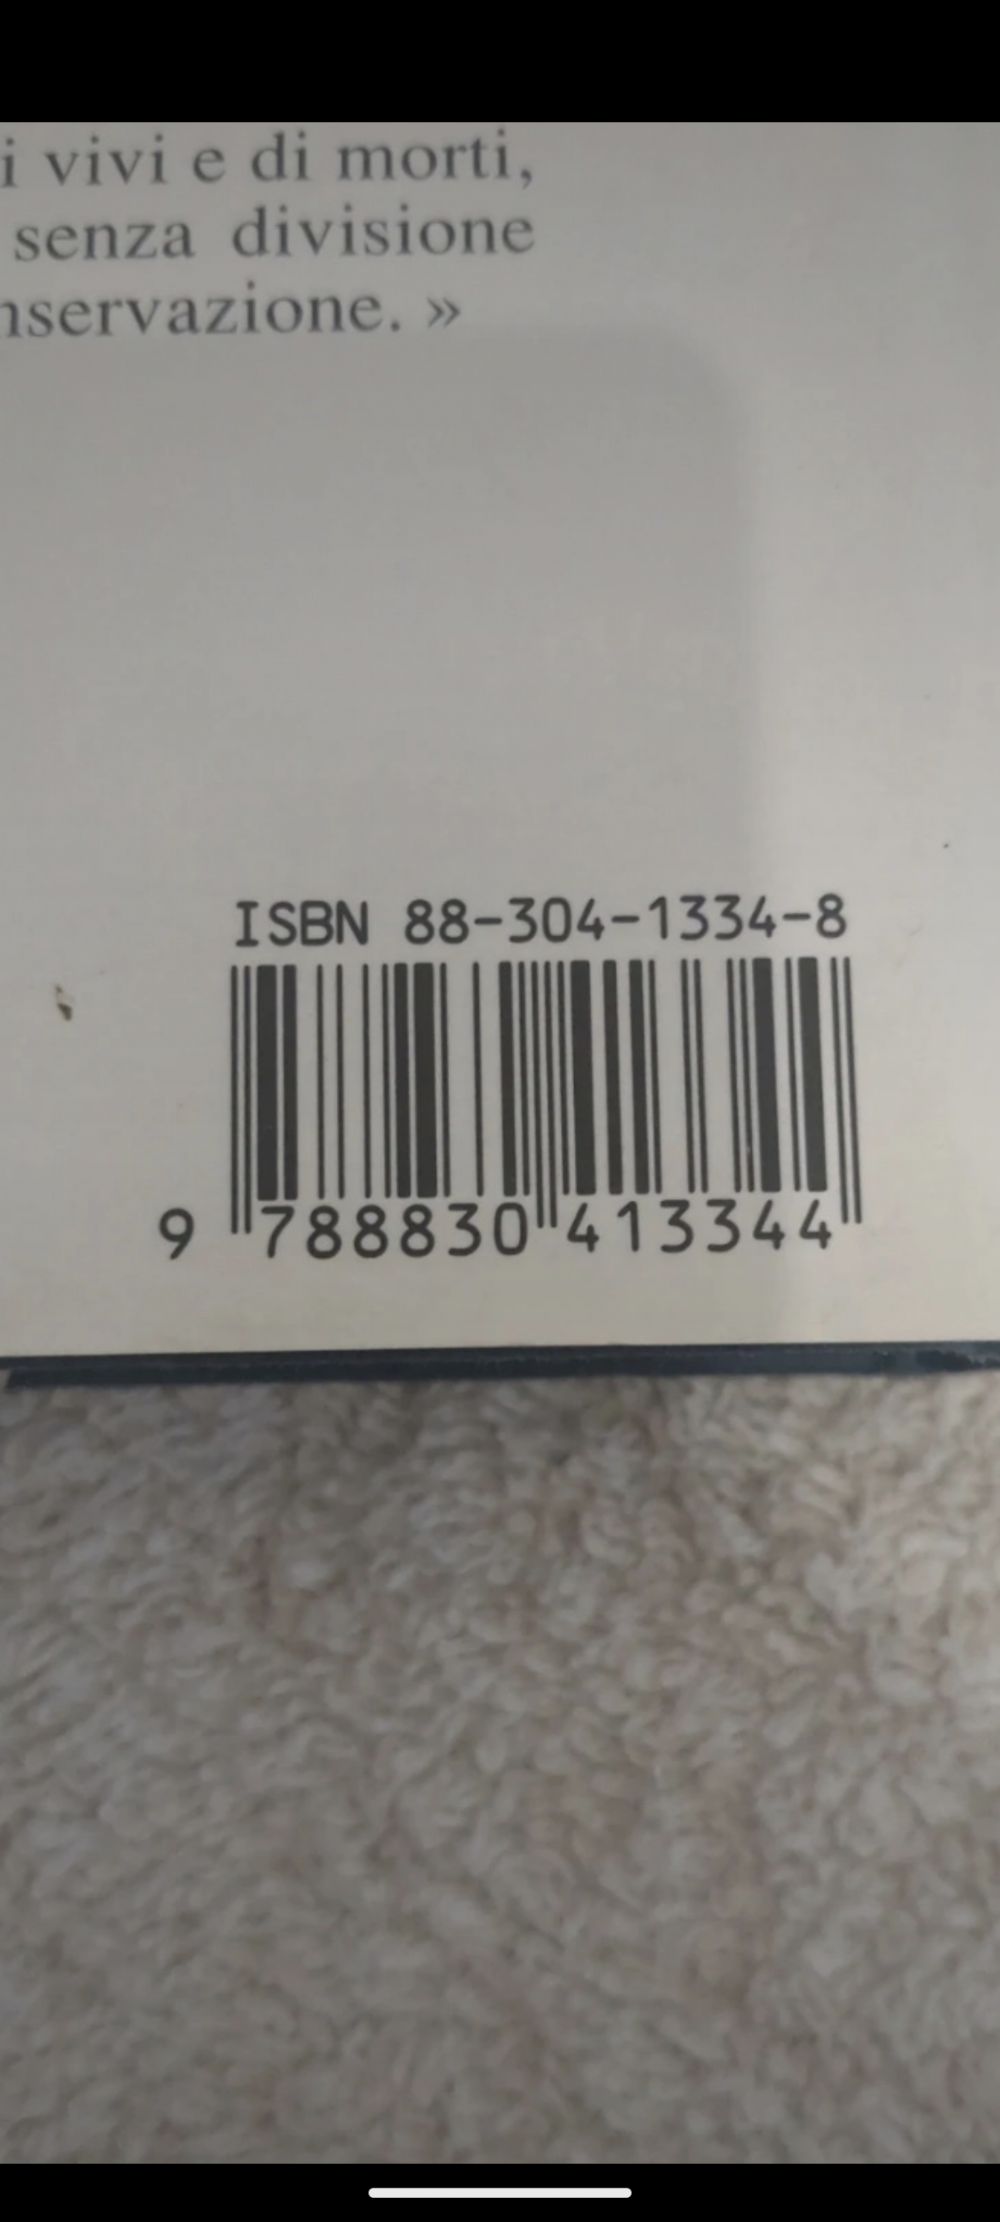 i vivi e di morti,
senza divisione
nservazione. »
ISBN 88-304-1334-8
9 788830 413344